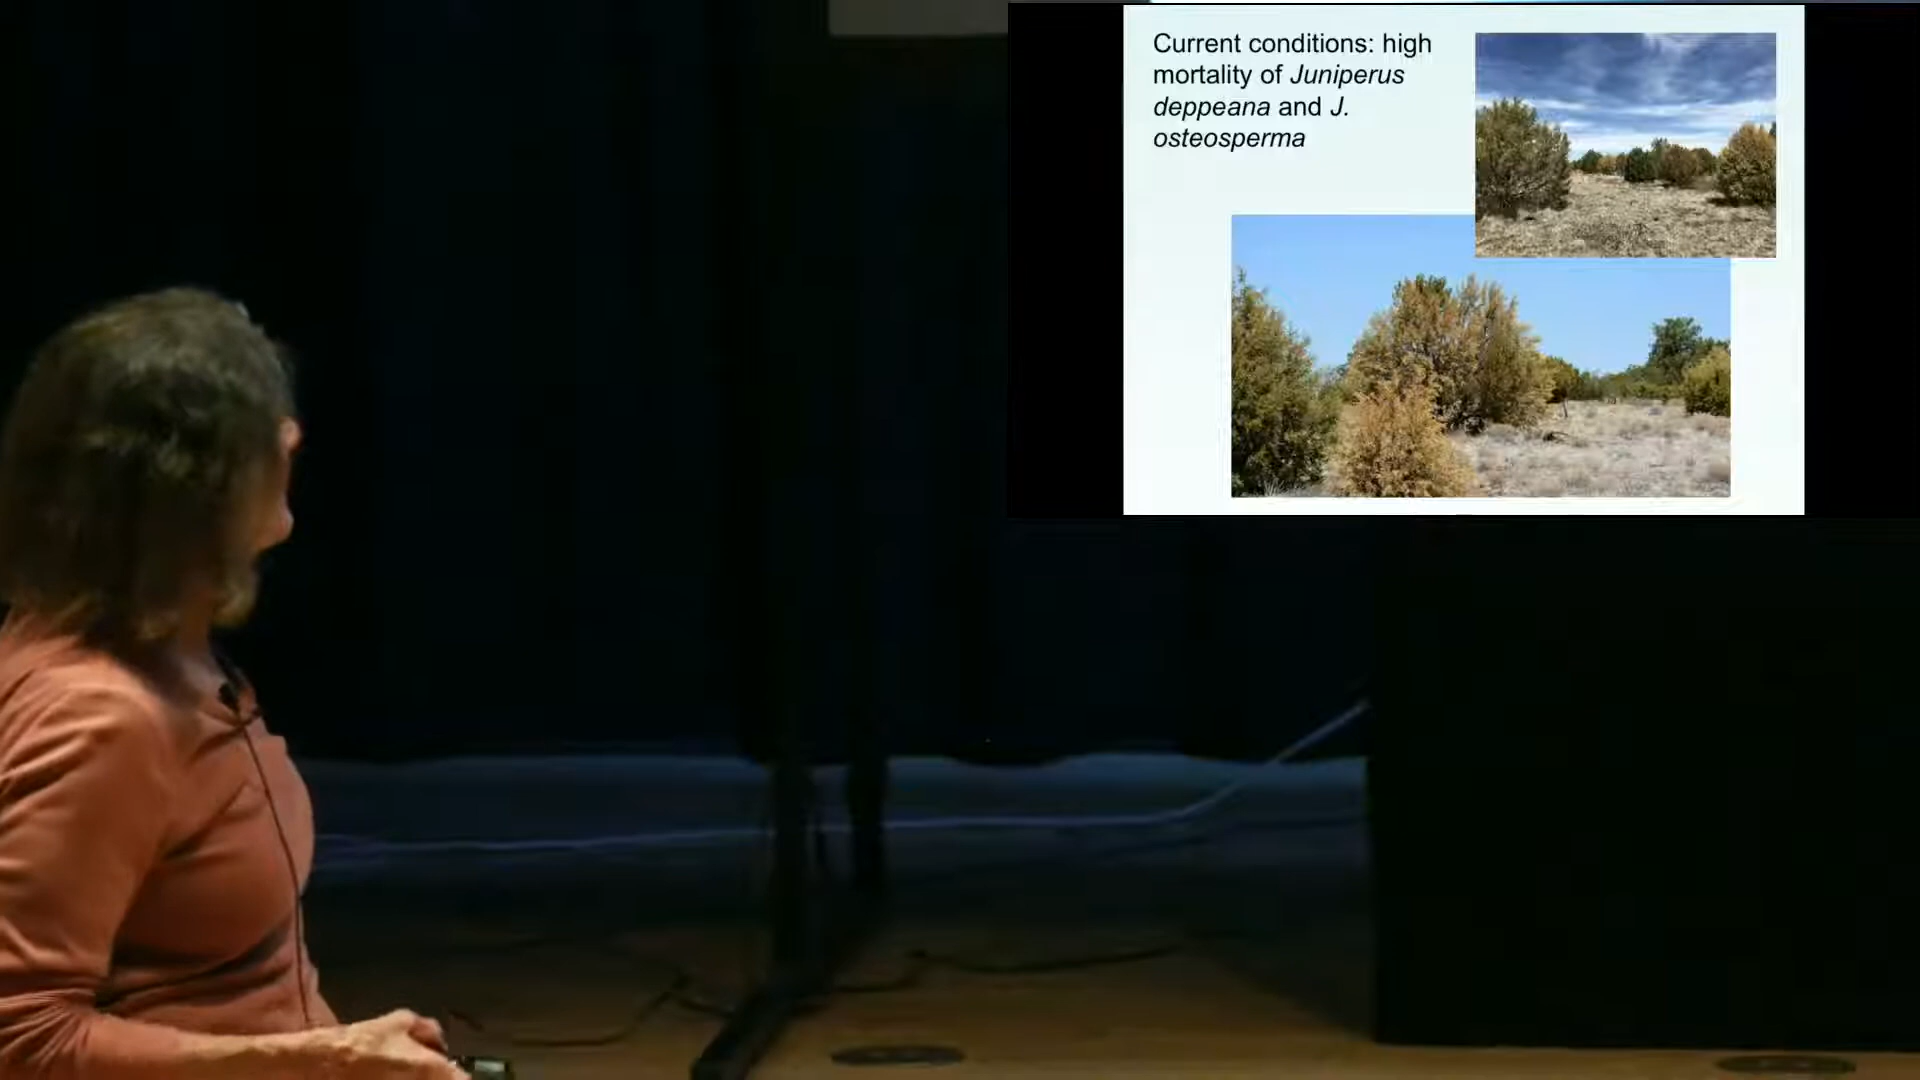 Current conditions: high
mortality of Juniperus
deppeana and J.
osteosperma